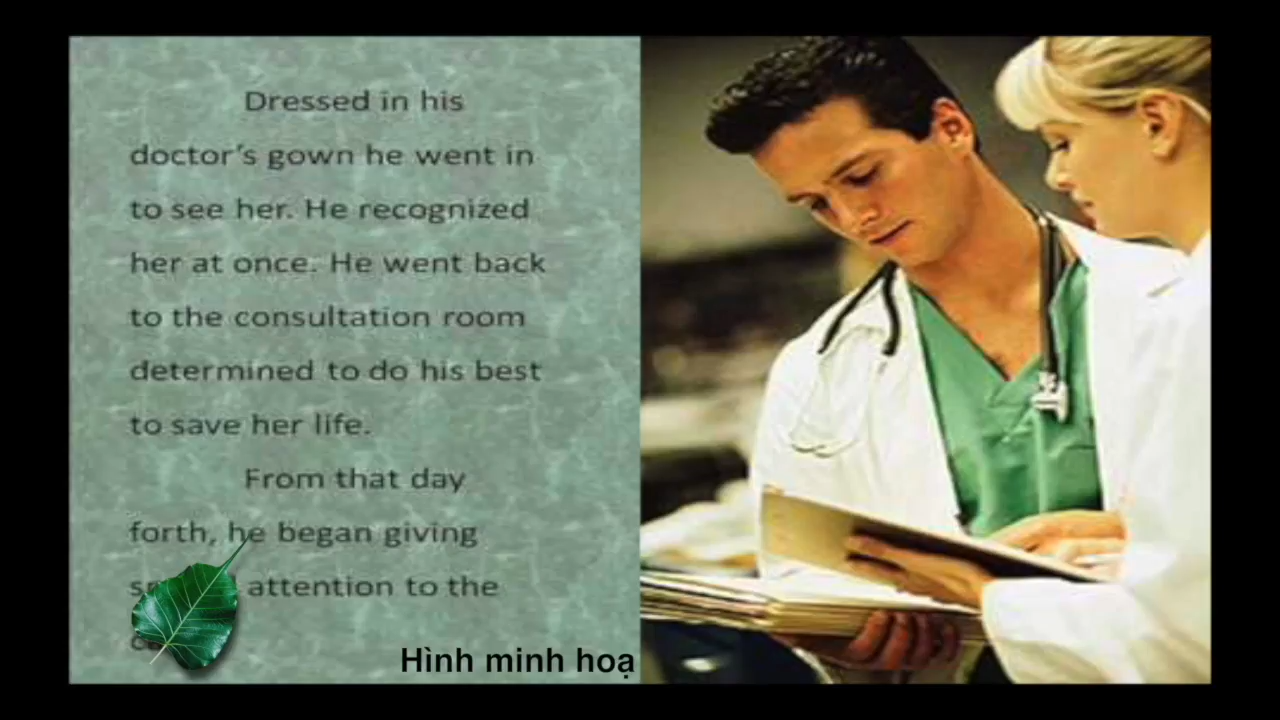 Dressed in his
doctor's gown he went in
to see her. He recognized
her at once. He went back
to the consultation room
determined to do his best
to save her life.
From that day
forth, he began giving
attention to the
Hình minh hoạ